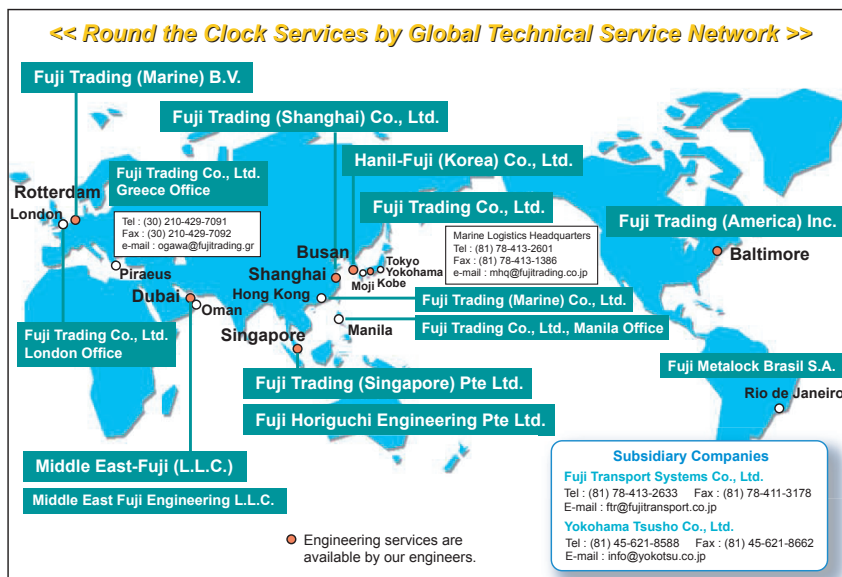 << Round the Clock Services by Global Technical Service Network >>
Fuji Trading (Marine) B.V.
Fuji Trading (Shanghai) Co., Ltd.
Hanil-Fuji (Korea) Co., Ltd.
Fuji Trading Co., Ltd.
Greece Office
Rotterdam
London
Tel : (30) 210-429-7091
Fax : (30) 210-429-7092
e-mail : ogawa@fujitrading.gr
Piraeus
Fuji Trading Co., Ltd.
Marine Logistics Headquarters
Tel : (81) 78-413-2601
Fax : (81) 78-413-1386
e-mail : mhq@fujitrading.co.jp
Fuji Trading (America) Inc.
Baltimore
Busan
Tokyo
Yokohama
Kobe
Moji
Shanghai
Hong Kong
Dubai
Oman
Fuji Trading (Marine) Co., Ltd.
Manila
Fuji Trading Co., Ltd., Manila Office
Fuji Trading Co., Ltd.
London Office
Singapore
Fuji Trading (Singapore) Pte Ltd.
Fuji Horiguchi Engineering Pte Ltd.
Fuji Metalock Brasil S.A.
Rio de Janeiro
Middle East-Fuji (L.L.C.)
Middle East Fuji Engineering L.L.C.
Engineering services are
available by our engineers.
Subsidiary Companies
Fuji Transport Systems Co., Ltd.
Tel : (81) 78-413-2633 Fax : (81) 78-411-3178
E-mail : ftr@fujitransport.co.jp
Yokohama Tsusho Co., Ltd.
Tel : (81) 45-621-8588 Fax : (81) 45-621-8662
E-mail : info@yokotsu.co.jp